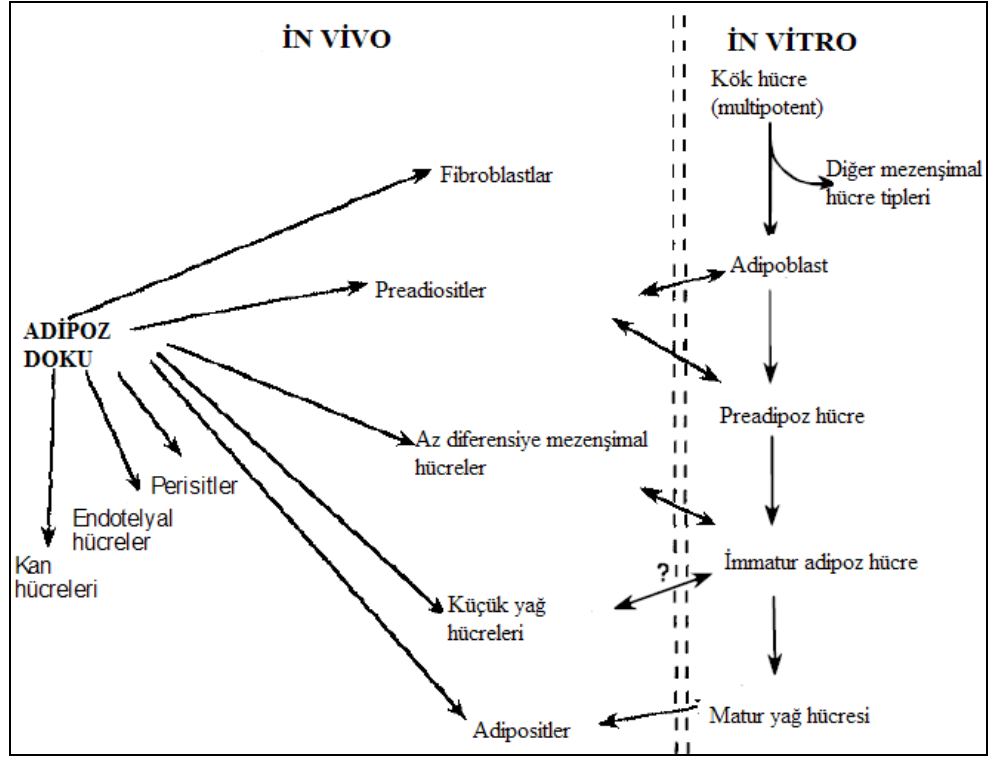 İN VİVO
İN VİTRO
Kök hücre
(multipotent)
Diğer mezenşimal
hücre tipleri
Fibroblastlar
Adipoblast
Preadiositler
ADİPOZ
DOKU
Preadipoz hücre
Az diferensiye mezenşimal
hücreler
Perisitler
Endotelyal
hücreler
Kan
hücreleri
İmmatur adipoz hücre
?
Küçük yağ
hücreleri
Matur yağ hücresi
Adipositler